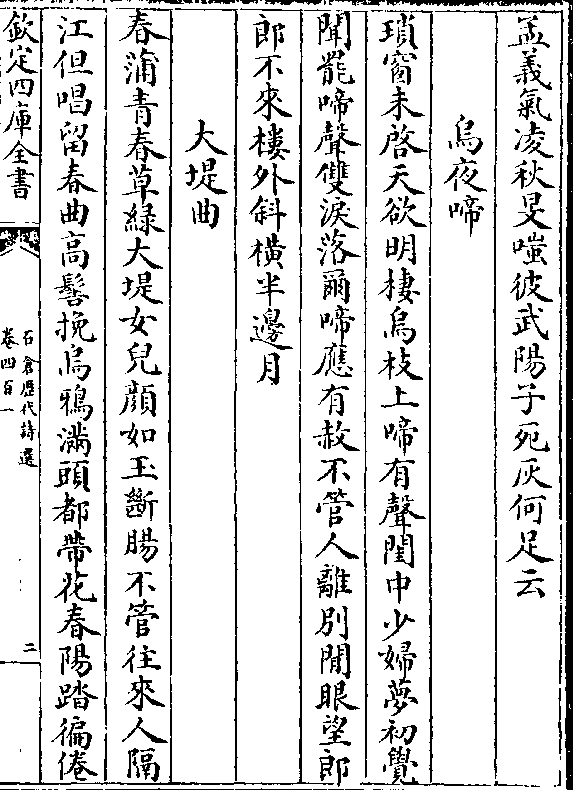 孟義氣凌秋旻嗤彼武陽子死灰何足云
烏夜啼
瑣窗未啓天欲明棲烏枝上啼有聲閨中少婦夢初覺
聞罷啼聲雙淚落爾啼應有赦不管人離别閒眼望郎
郎不來樓外斜橫半邊月
大堤曲
春蒲青春草綠大堤女兒顔如玉斷腸不管往來人隔
江但唱留春曲高髻挽烏鴉滿頭都帶花春陽踏徧倦
欽定四庫全書
石倉歷代詩選
卷四百一
二